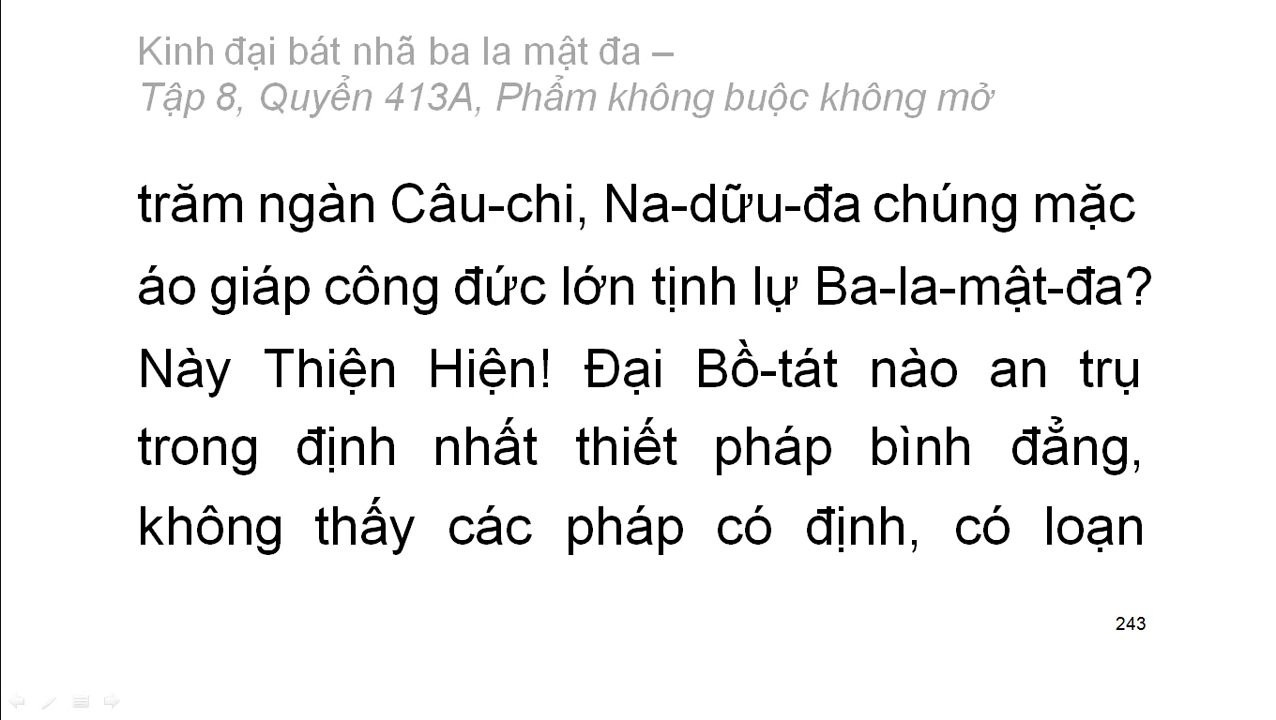 Kinh đại bát nhã ba la mật đa –
Tập 8, Quyển 413A, Phẩm không buộc không mở
trăm ngàn Câu-chi, Na-dữu-đa chúng mặc
áo giáp công đức lớn tịnh lự Ba-la-mật-đa?
Này Thiện Hiện! Đại Bồ-tát nào an trụ
trong định nhất thiết pháp bình đẳng,
không thấy các pháp có định, có loạn
243